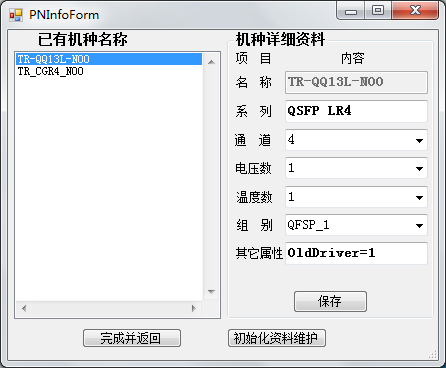 PNInfoForm
已有机种名称
TR-QQ13L-NOO
TR_CGR4_NOO
机种详细资料
项 目 内容
名 称 TR-QQ13L-NOO
系 列 QSFP LR4
通 道 4
电压数 1
温度数 1
组 别 QFSP_1
其它属性 OldDriver=1
保存
完成并返回 初始化资料维护